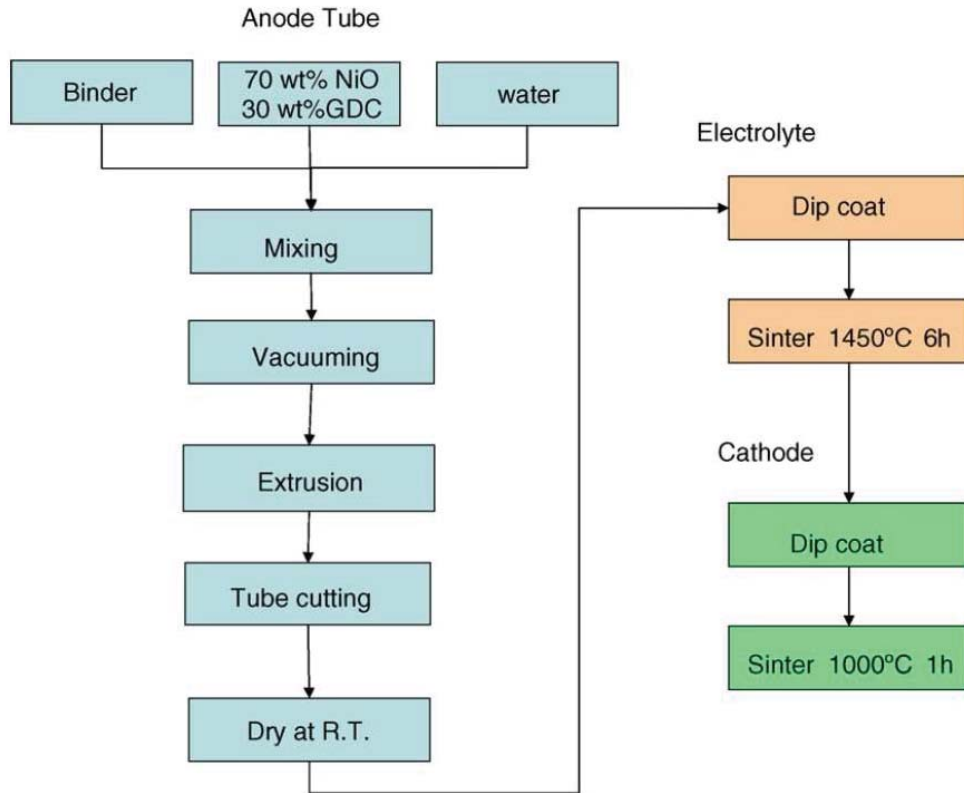 Anode Tube
Binder
70 wt% NiO
30 wt%GDC
water
Mixing
Vacuuming
Extrusion
Tube cutting
Dry at R.T.
Electrolyte
Dip coat
Sinter 1450ºC 6h
Cathode
Dip coat
Sinter 1000ºC 1h